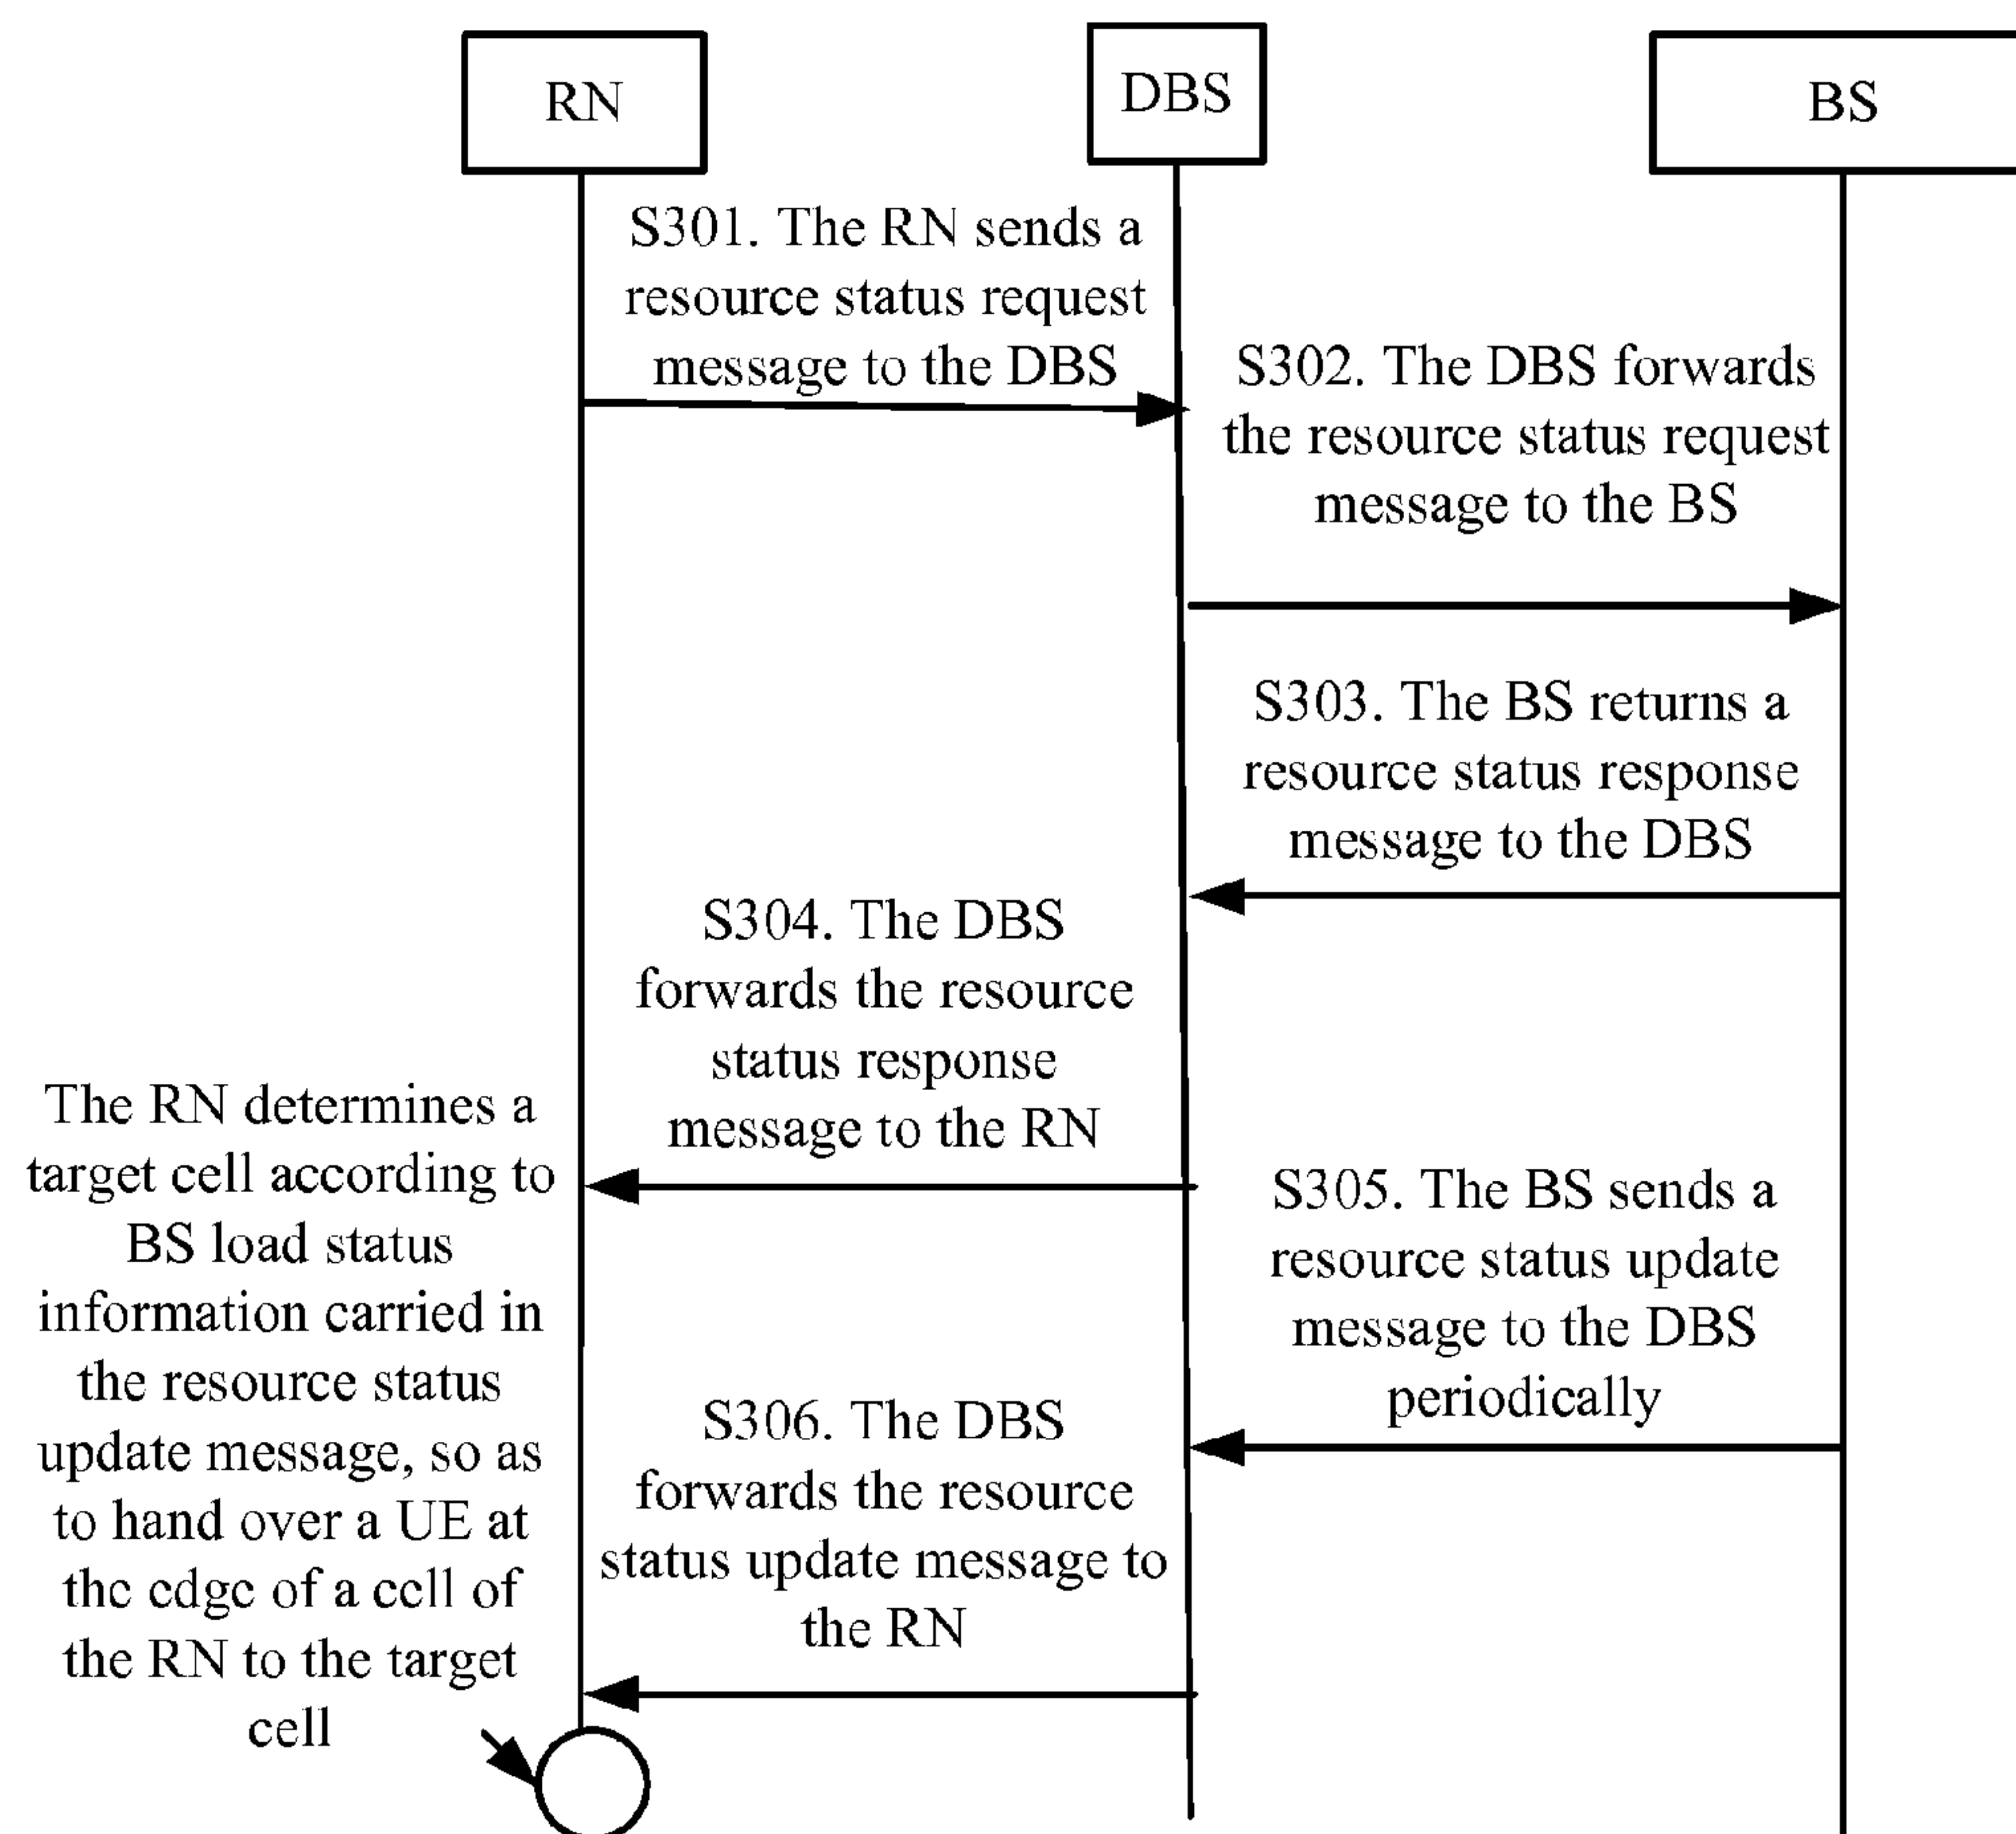 RN
DBS
BS
S301. The RN sends a
resource status request
message to the DBS
S302. The DBS forwards
the resource status request
message to the BS
S303. The BS returns a
resource status response
message to the DBS
S304. The DBS
forwards the resource
status response
message to the RN
The RN determines a
target cell according to
BS load status
information carried in
the resource status
update message, so as
to hand over a UE at
the edge of a cell of
the RN to the target
cell
S305. The BS sends a
resource status update
message to the DBS
periodically
S306. The DBS
forwards the resource
status update message to
the RN